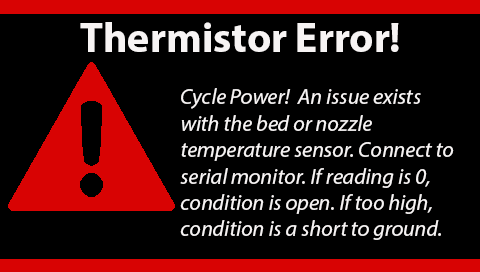 Thermistor Error!
Cycle Power! An issue exists
with the bed or nozzle
temperature sensor. Connect to
serial monitor. If reading is 0,
condition is open. If too high,
condition is a short to ground.